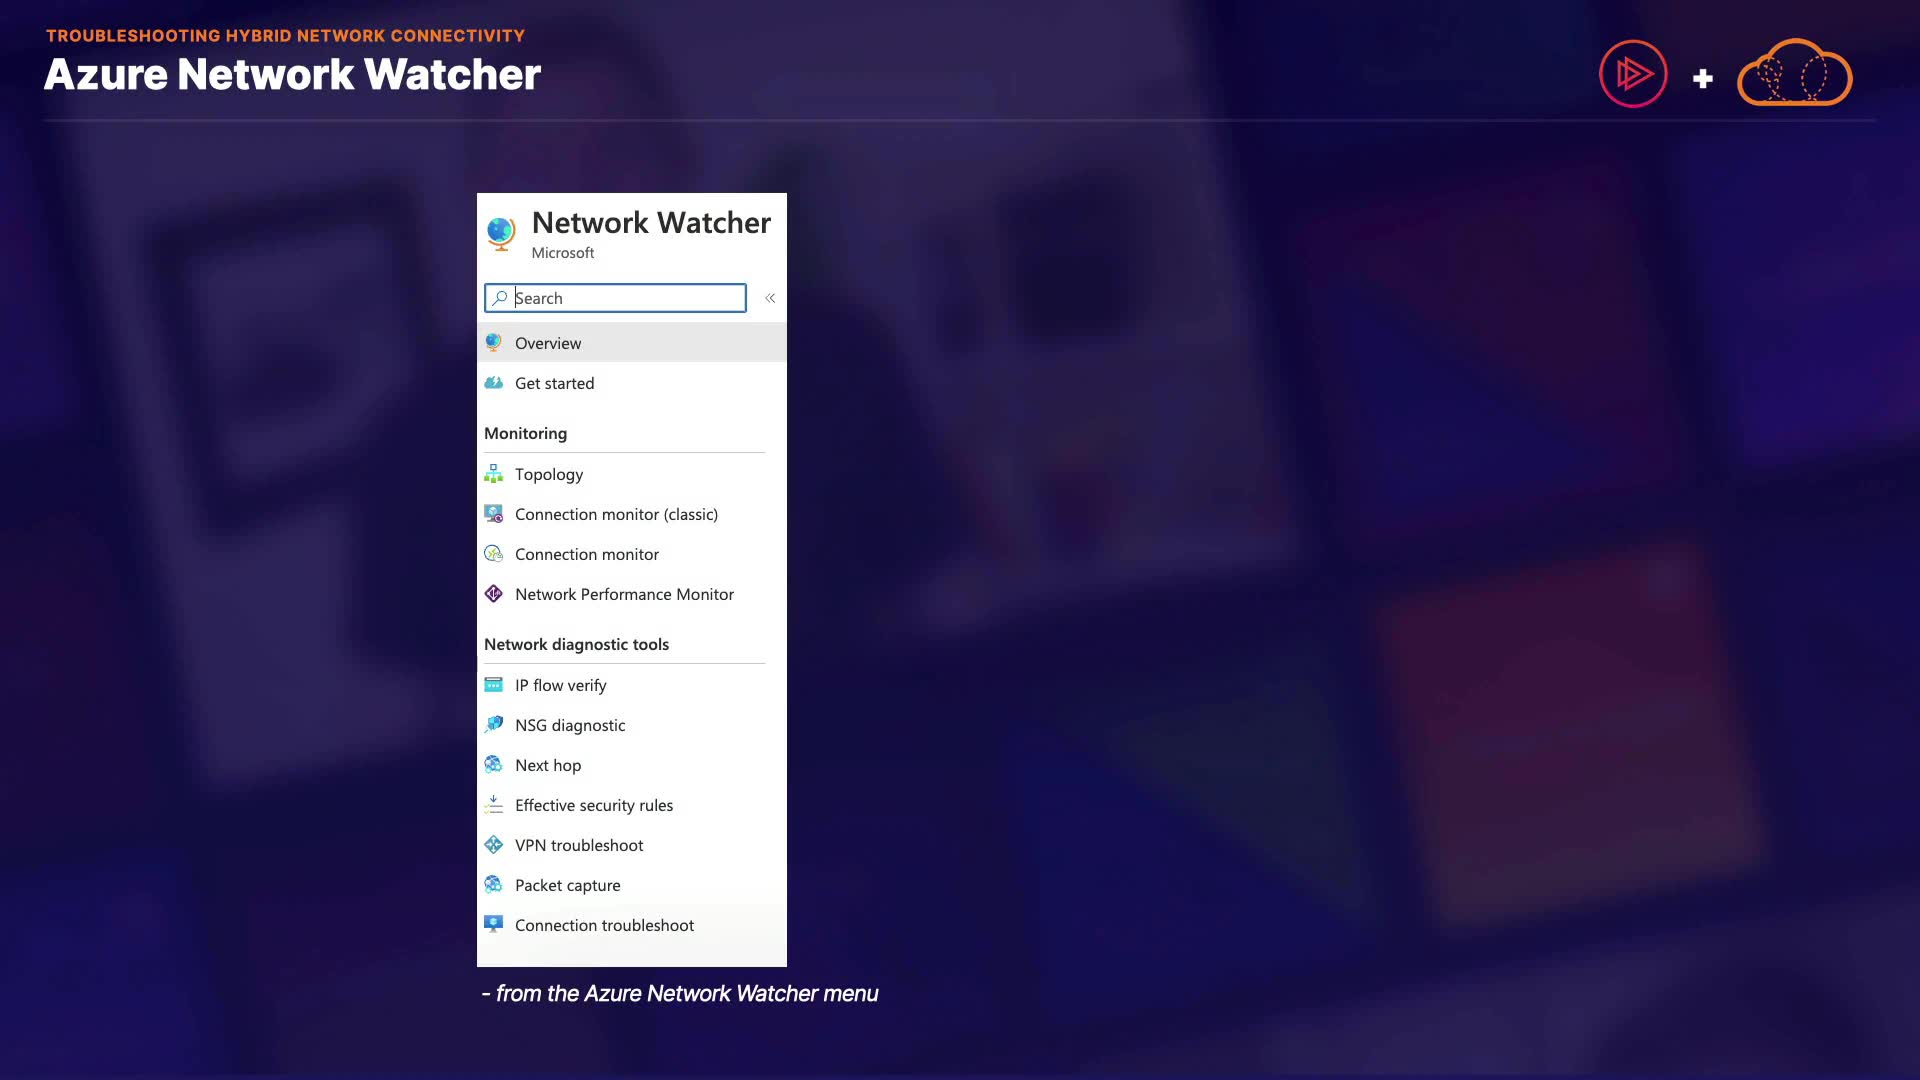 TROUBLESHOOTING HYBRID NETWORK CONNECTIVITY
Azure Network Watcher
+
Network Watcher
Microsoft
Search
«
Overview
Get started
Monitoring
Topology
Connection monitor (classic)
Connection monitor
Network Performance Monitor
Network diagnostic tools
IP flow verify
NSG diagnostic
Next hop
Effective security rules
VPN troubleshoot
Packet capture
Connection troubleshoot
- from the Azure Network Watcher menu